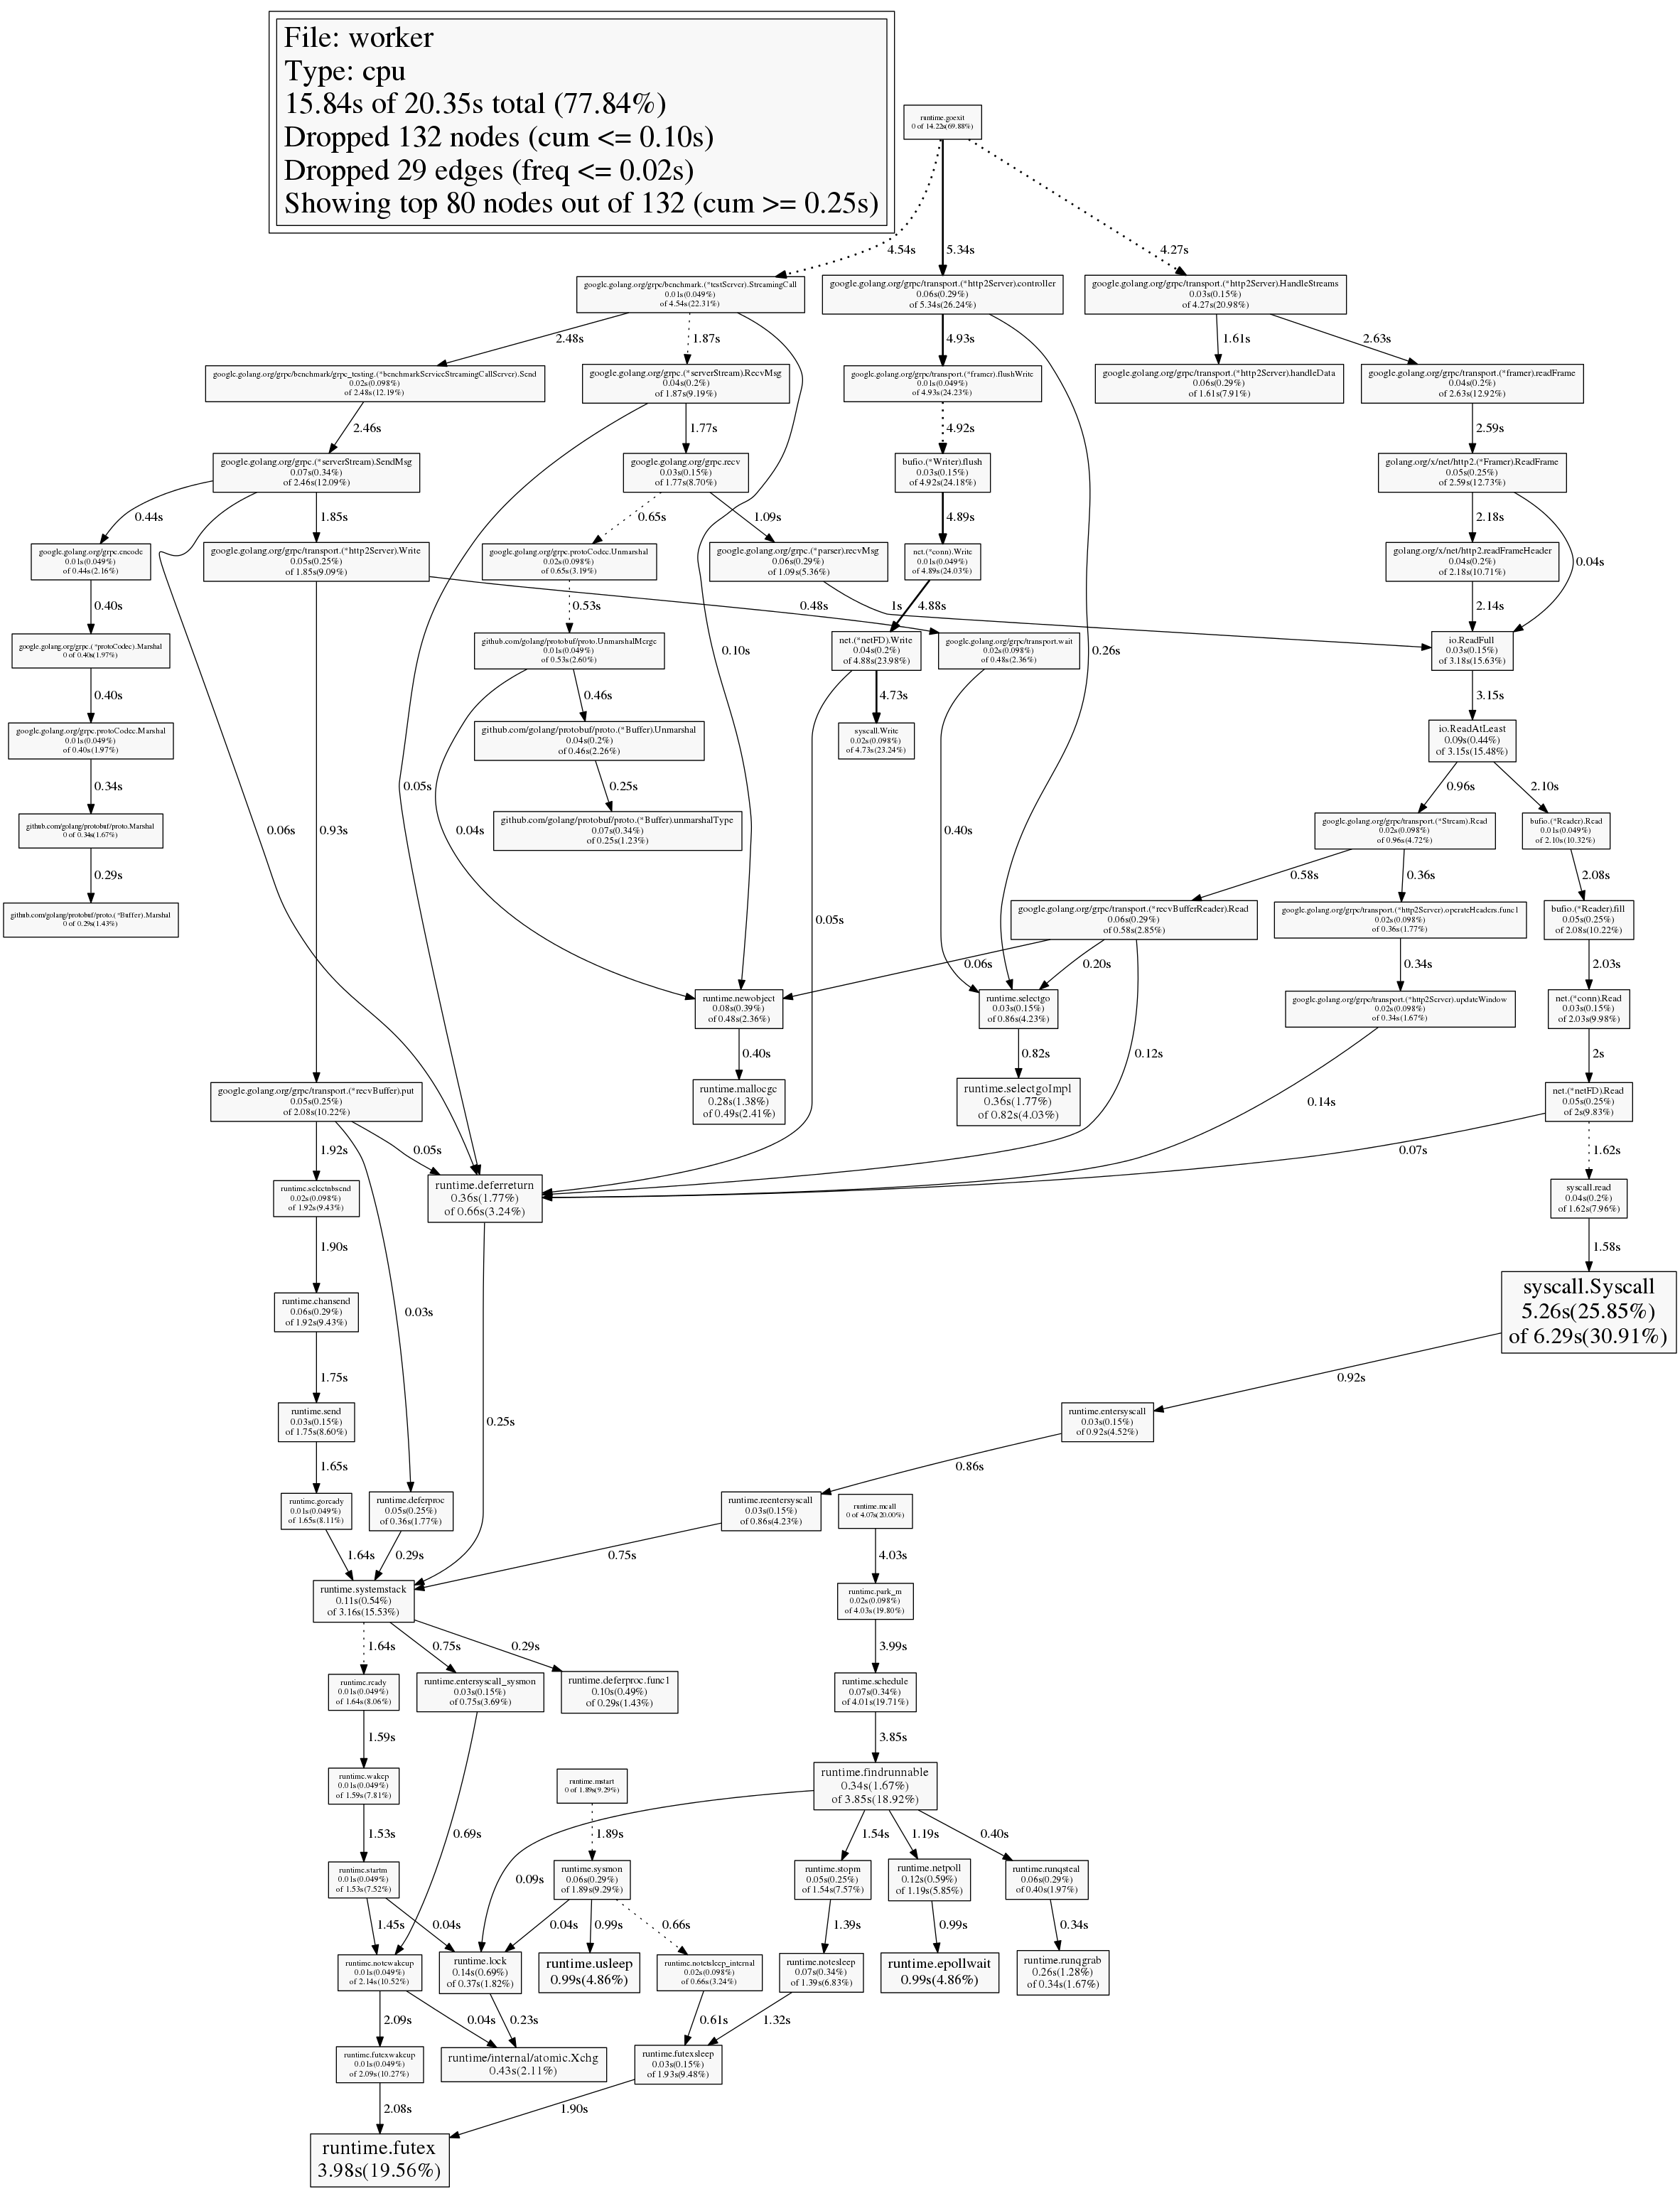 File: worker
Type: cpu
15.84s of 20.35s total (77.84%)
Dropped 132 nodes (cum <= 0.10s)
Dropped 29 edges (freq <= 0.02s)
Showing top 80 nodes out of 132 (cum >= 0.25s)
runtime.goexit
0 of 14.22s(69.88%)
4.54s
5.34s
4.27s
google.golang.org/grpc/benchmark.(*testServer).StreamingCall
0.01s(0.049%)
of 4.54s(22.31%)
google.golang.org/grpc/transport.(*http2Server).controller
0.06s(0.29%)
of 5.34s(26.24%)
google.golang.org/grpc/transport.(*http2Server).HandleStreams
0.03s(0.15%)
of 4.27s(20.98%)
2.48s
1.87s
4.93s
1.61s
2.63s
google.golang.org/grpc/benchmark/grpc_testing.(*benchmarkServiceStreamingCallServer).Send
0.02s(0.098%)
of 2.48s(12.19%)
google.golang.org/grpc.(*serverStream).RecvMsg
0.04s(0.2%)
of 1.87s(9.19%)
google.golang.org/grpc/transport.(*framer).flushWrite
0.01s(0.049%)
of 4.93s(24.23%)
google.golang.org/grpc/transport.(*http2Server).handleData
0.06s(0.29%)
of 1.61s(7.91%)
google.golang.org/grpc/transport.(*framer).readFrame
0.04s(0.2%)
of 2.63s(12.92%)
2.46s
1.77s
4.92s
2.59s
google.golang.org/grpc.(*serverStream).SendMsg
0.07s(0.34%)
of 2.46s(12.09%)
google.golang.org/grpc.recv
0.03s(0.15%)
of 1.77s(8.70%)
bufio.(*Writer).flush
0.03s(0.15%)
of 4.92s(24.18%)
golang.org/x/net/http2.(*Framer).ReadFrame
0.05s(0.25%)
of 2.59s(12.73%)
0.44s
1.85s
0.65s
1.09s
4.89s
2.18s
google.golang.org/grpc.encode
0.01s(0.049%)
of 0.44s(2.16%)
google.golang.org/grpc/transport.(*http2Server).Write
0.05s(0.25%)
of 1.85s(9.09%)
google.golang.org/grpc.protoCodec.Unmarshal
0.02s(0.098%)
of 0.65s(3.19%)
google.golang.org/grpc.(*parser).recvMsg
0.06s(0.29%)
of 1.09s(5.36%)
net.(*conn).Write
0.01s(0.049%)
of 4.89s(24.03%)
golang.org/x/net/http2.readFrameHeader
0.04s(0.2%)
of 2.18s(10.71%)
0.04s
0.40s
0.53s
0.48s
1s
4.88s
2.14s
google.golang.org/grpc.(*protoCodec).Marshal
0 of 0.40s(1.97%)
github.com/golang/protobuf/proto.UnmarshalMerge
0.01s(0.049%)
of 0.53s(2.60%)
0.10s
net.(*netFD).Write
0.04s(0.2%)
of 4.88s(23.98%)
google.golang.org/grpc/transport.wait
0.02s(0.098%)
of 0.48s(2.36%)
0.26s
io.ReadFull
0.03s(0.15%)
of 3.18s(15.63%)
0.40s
0.46s
4.73s
3.15s
google.golang.org/grpc.protoCodec.Marshal
0.01s(0.049%)
of 0.40s(1.97%)
github.com/golang/protobuf/proto.(*Buffer).Unmarshal
0.04s(0.2%)
of 0.46s(2.26%)
syscall.Write
0.02s(0.098%)
of 4.73s(23.24%)
io.ReadAtLeast
0.09s(0.44%)
of 3.15s(15.48%)
0.34s
0.05s
0.25s
0.96s
2.10s
github.com/golang/protobuf/proto.Marshal
0 of 0.34s(1.67%)
0.06s
0.93s
0.04s
github.com/golang/protobuf/proto.(*Buffer).unmarshalType
0.07s(0.34%)
of 0.25s(1.23%)
0.40s
google.golang.org/grpc/transport.(*Stream).Read
0.02s(0.098%)
of 0.96s(4.72%)
bufio.(*Reader).Read
0.01s(0.049%)
of 2.10s(10.32%)
0.29s
0.58s
0.36s
2.08s
github.com/golang/protobuf/proto.(*Buffer).Marshal
0 of 0.29s(1.43%)
0.05s
google.golang.org/grpc/transport.(*recvBufferReader).Read
0.06s(0.29%)
of 0.58s(2.85%)
google.golang.org/grpc/transport.(*http2Server).operateHeaders.func1
0.02s(0.098%)
of 0.36s(1.77%)
bufio.(*Reader).fill
0.05s(0.25%)
of 2.08s(10.22%)
0.06s
0.20s
0.34s
2.03s
runtime.newobject
0.08s(0.39%)
of 0.48s(2.36%)
runtime.selectgo
0.03s(0.15%)
of 0.86s(4.23%)
google.golang.org/grpc/transport.(*http2Server).updateWindow
0.02s(0.098%)
of 0.34s(1.67%)
net.(*conn).Read
0.03s(0.15%)
of 2.03s(9.98%)
0.40s
0.82s
0.12s
2s
google.golang.org/grpc/transport.(*recvBuffer).put
0.05s(0.25%)
of 2.08s(10.22%)
runtime.mallocgc
0.28s(1.38%)
of 0.49s(2.41%)
runtime.selectgoImpl
0.36s(1.77%)
of 0.82s(4.03%)
0.14s
net.(*netFD).Read
0.05s(0.25%)
of 2s(9.83%)
1.92s
0.05s
0.07s
1.62s
runtime.selectnbsend
0.02s(0.098%)
of 1.92s(9.43%)
runtime.deferreturn
0.36s(1.77%)
of 0.66s(3.24%)
syscall.read
0.04s(0.2%)
of 1.62s(7.96%)
1.90s
1.58s
runtime.chansend
0.06s(0.29%)
of 1.92s(9.43%)
0.03s
syscall.Syscall
5.26s(25.85%)
of 6.29s(30.91%)
1.75s
0.92s
runtime.send
0.03s(0.15%)
of 1.75s(8.60%)
0.25s
runtime.entersyscall
0.03s(0.15%)
of 0.92s(4.52%)
1.65s
0.86s
runtime.goready
0.01s(0.049%)
of 1.65s(8.11%)
runtime.deferproc
0.05s(0.25%)
of 0.36s(1.77%)
runtime.reentersyscall
0.03s(0.15%)
of 0.86s(4.23%)
runtime.mcall
0 of 4.07s(20.00%)
1.64s
0.29s
0.75s
4.03s
runtime.systemstack
0.11s(0.54%)
of 3.16s(15.53%)
runtime.park_m
0.02s(0.098%)
of 4.03s(19.80%)
1.64s
0.75s
0.29s
3.99s
runtime.ready
0.01s(0.049%)
of 1.64s(8.06%)
runtime.entersyscall_sysmon
0.03s(0.15%)
of 0.75s(3.69%)
runtime.deferproc.func1
0.10s(0.49%)
of 0.29s(1.43%)
runtime.schedule
0.07s(0.34%)
of 4.01s(19.71%)
1.59s
3.85s
runtime.wakep
0.01s(0.049%)
of 1.59s(7.81%)
runtime.mstart
0 of 1.89s(9.29%)
runtime.findrunnable
0.34s(1.67%)
of 3.85s(18.92%)
1.53s
0.69s
1.89s
1.54s
1.19s
0.40s
runtime.startm
0.01s(0.049%)
of 1.53s(7.52%)
0.09s
runtime.sysmon
0.06s(0.29%)
of 1.89s(9.29%)
runtime.stopm
0.05s(0.25%)
of 1.54s(7.57%)
runtime.netpoll
0.12s(0.59%)
of 1.19s(5.85%)
runtime.runqsteal
0.06s(0.29%)
of 0.40s(1.97%)
1.45s
0.04s
0.04s
0.99s
0.66s
1.39s
0.99s
0.34s
runtime.notewakeup
0.01s(0.049%)
of 2.14s(10.52%)
runtime.lock
0.14s(0.69%)
of 0.37s(1.82%)
runtime.usleep
0.99s(4.86%)
runtime.notetsleep_internal
0.02s(0.098%)
of 0.66s(3.24%)
runtime.notesleep
0.07s(0.34%)
of 1.39s(6.83%)
runtime.epollwait
0.99s(4.86%)
runtime.runqgrab
0.26s(1.28%)
of 0.34s(1.67%)
2.09s
0.04s
0.23s
0.61s
1.32s
runtime.futexwakeup
0.01s(0.049%)
of 2.09s(10.27%)
runtime/internal/atomic.Xchg
0.43s(2.11%)
runtime.futexsleep
0.03s(0.15%)
of 1.93s(9.48%)
2.08s
1.90s
runtime.futex
3.98s(19.56%)